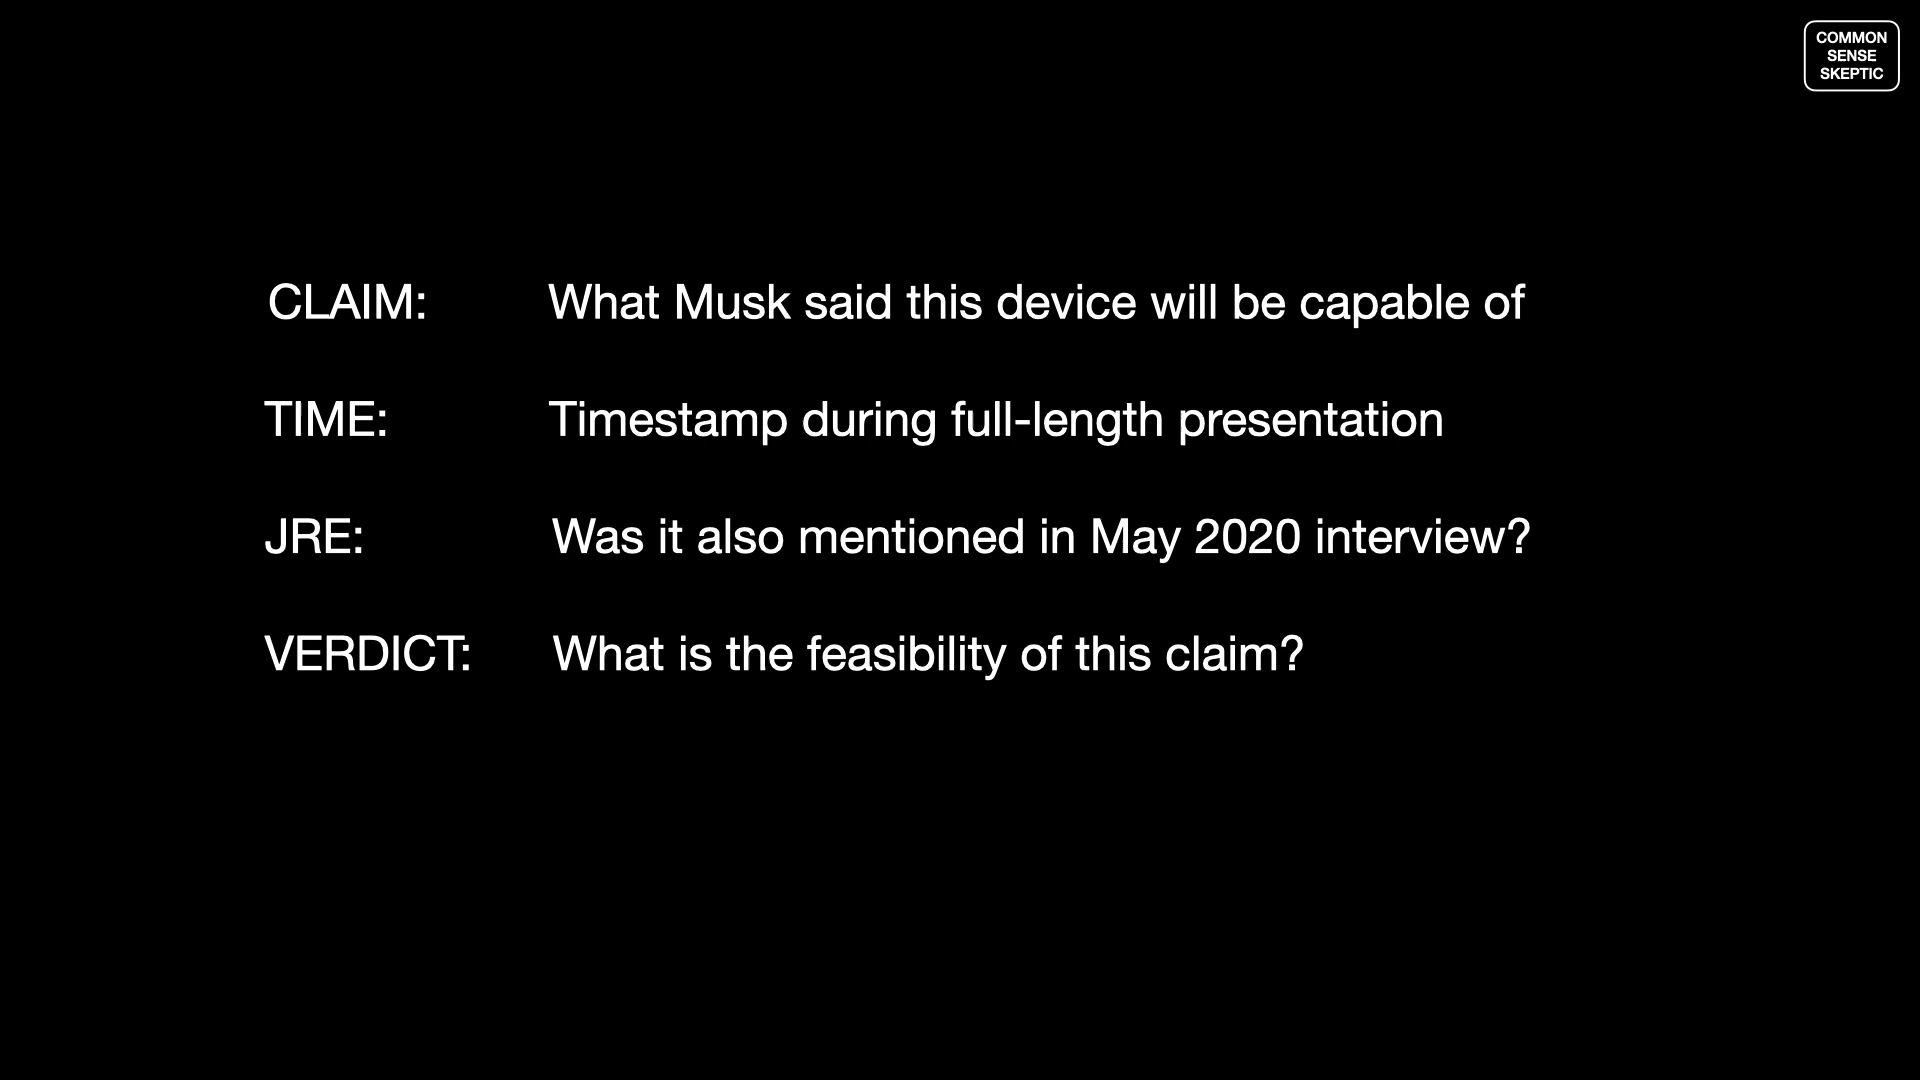 COMMON
SENSE
SKEPTIC
CLAIM: What Musk said this device will be capable of
TIME: Timestamp during full-length presentation
JRE: Was it also mentioned in May 2020 interview?
VERDICT: What is the feasibility of this claim?